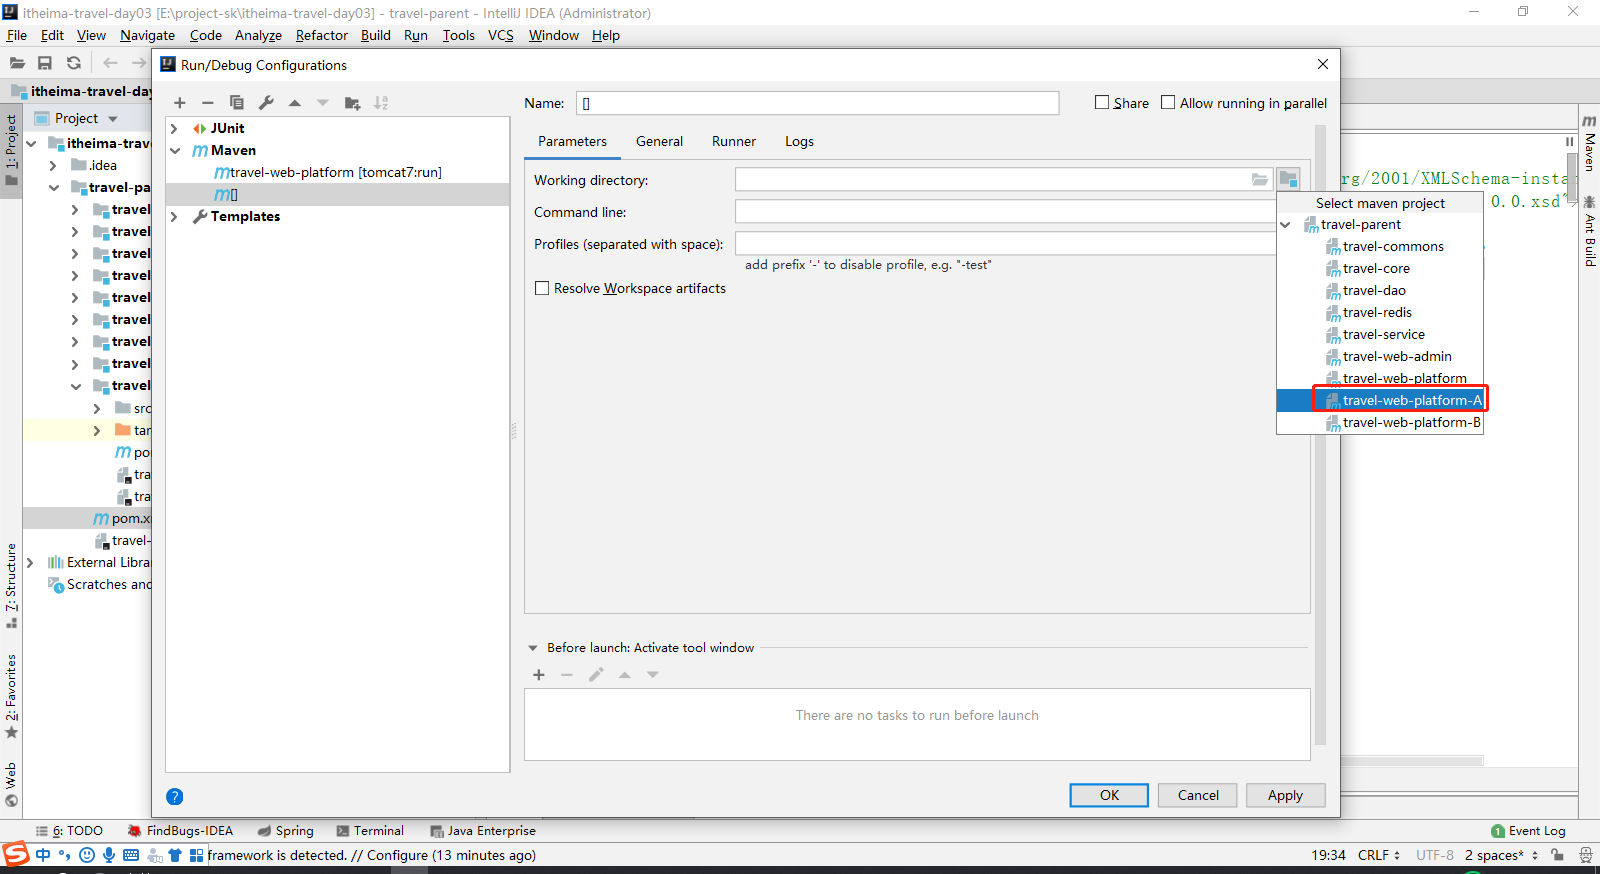 itheima-travel-day03 [E:\project-sk\itheima-travel-day03] - travel-parent - IntelliJ IDEA (Administrator)
File Edit View Navigate Code Analyze Refactor Build Run Tools VCS Window Help
Run/Debug Configurations
itheima-travel-day
Name: []
Share
Allow running in parallel
JUnit
Maven
travel-web-platform [tomcat7:run]
[]
Templates
Parameters General Runner Logs
Working directory:
Command line:
Profiles (separated with space):
add prefix '-' to disable profile, e.g. "-test"
Resolve Workspace artifacts
Select maven project
travel-parent
travel-commons
travel-core
travel-dao
travel-redis
travel-service
travel-web-admin
travel-web-platform
travel-web-platform-A
travel-web-platform-B
Before launch: Activate tool window
There are no tasks to run before launch
OK Cancel Apply
Project
itheima-trav
.idea
travel-pa
travel
travel
travel
travel
travel
travel
travel
travel
travel
src
tar
po
tra
tra
pom.x
travel-
External Libra
Scratches and
1: Project
7: Structure
2: Favorites
Web
rg/2001/XMLSchema-insta
0.0.xsd"
Maven
Ant Build
6: TODO FindBugs-IDEA Spring Terminal Java Enterprise
1 Event Log
中
framework is detected. // Configure (13 minutes ago)
19:34 CRLF UTF-8 2 spaces*